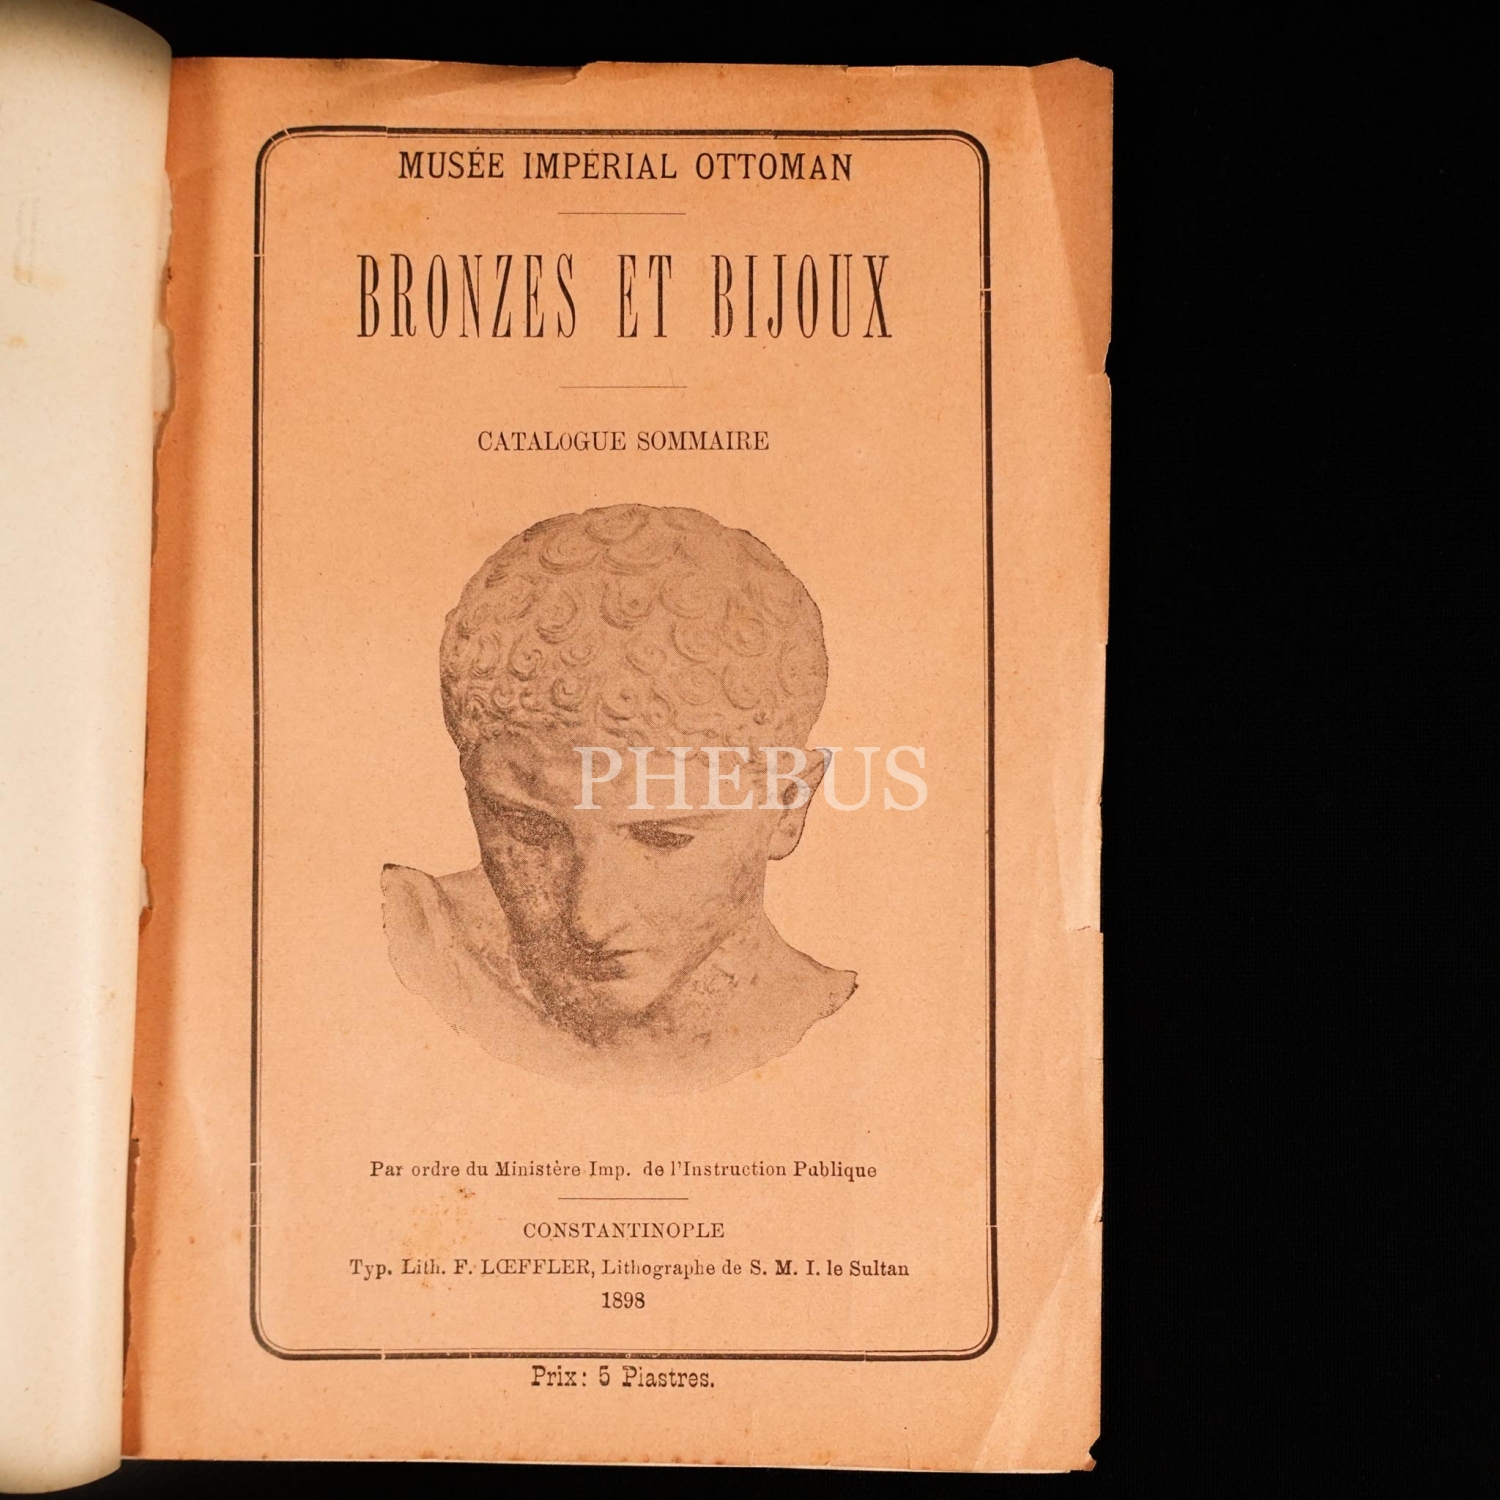 MUSÉE IMPÉRIAL OTTOMAN
BRONZES ET BIJOUX
CATALOGUE SOMMAIRE
PHEBUS
Par ordre du Ministère Imp. de l'Instruction Publique
CONSTANTINOPLE
Typ. Lith. F. LŒFFLER, Lithographe de S. M. I. le Sultan
1898
Prix: 5 Piastres.